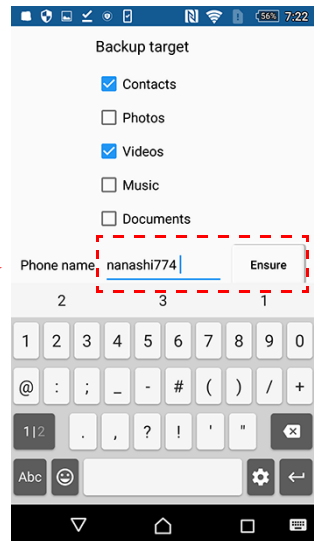 56% 7:22
Backup target
Contacts
Photos
Videos
Music
Documents
Phone name nanashi774 Ensure
2 3 1
1 2 3 4 5 6 7 8 9 0
@ : ; _ - # ( ) / +
1|2 . , ? ! ' "
Abc